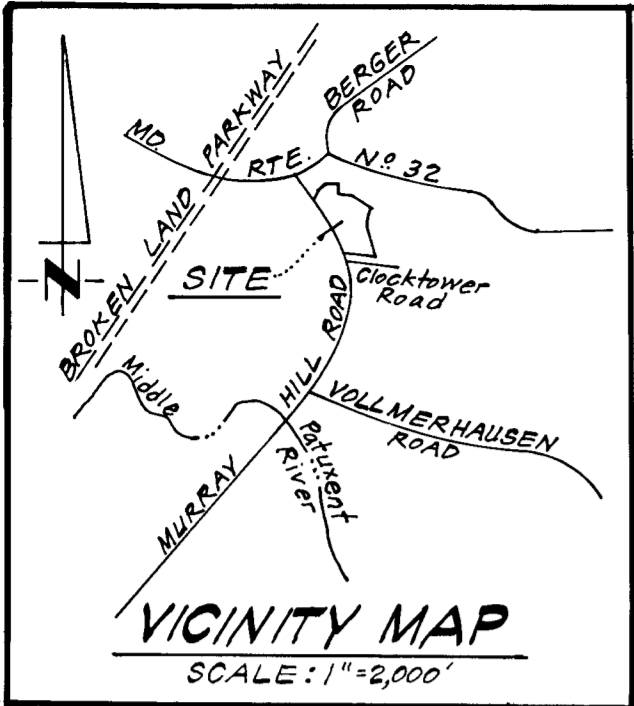 BROKEN LAND PARKWAY
BERGER
ROAD
MD. RTE. Nº 32
SITE
Clocktower
Road
N
Middle
Patuxent
River
MURRAY HILL ROAD
VOLLMERHAUSEN
ROAD
VICINITY MAP
SCALE: 1"=2,000'